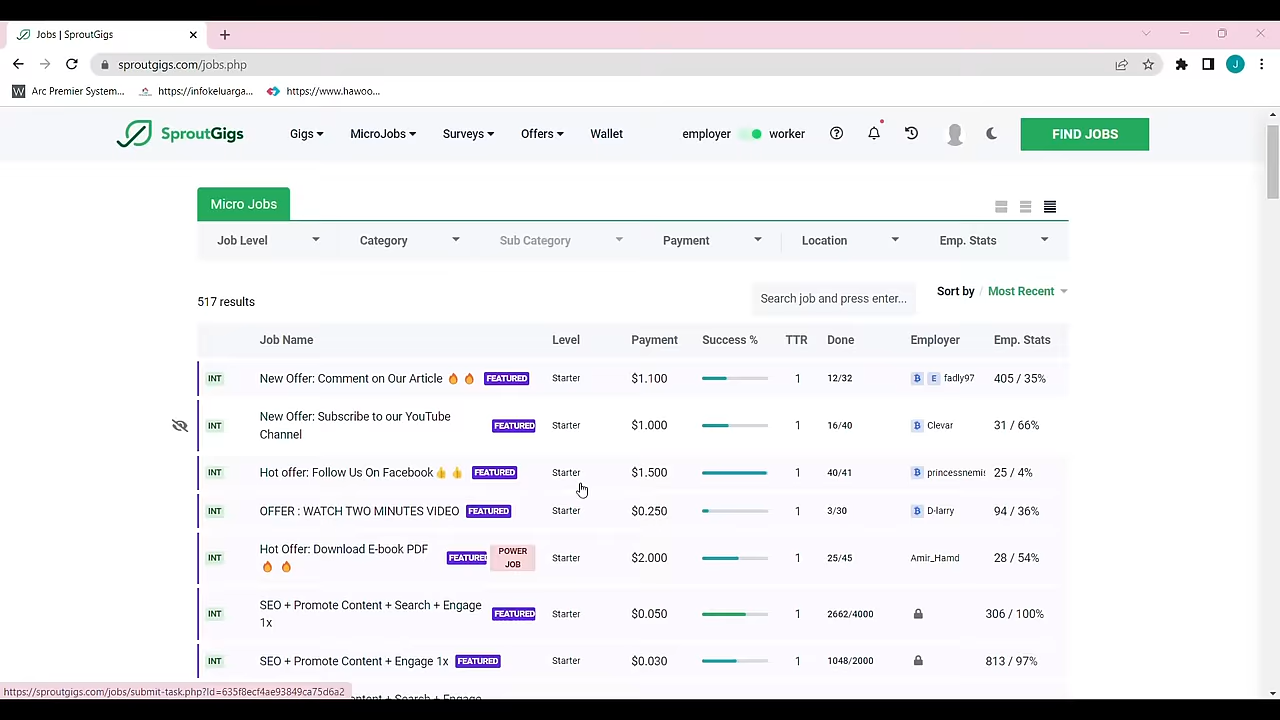 Jobs | SproutGigs
sproutgigs.com/jobs.php
J
W Arc Premier System... https://infokeluarga... https://www.hawoo...
SproutGigs Gigs MicroJobs Surveys Offers Wallet employer worker FIND JOBS
Micro Jobs
Job Level Category Sub Category Payment Location Emp. Stats
517 results Search job and press enter... Sort by / Most Recent
Job Name Level Payment Success % TTR Done Employer Emp. Stats
INT New Offer: Comment on Our Article 🔥 🔥 FEATURED Starter $1.100 1 12/32 B E fadly97 405 / 35%
INT New Offer: Subscribe to our YouTube
Channel FEATURED Starter $1.000 1 16/40 B Clevar 31 / 66%
INT Hot offer: Follow Us On Facebook👍 👍 FEATURED Starter $1.500 1 40/41 B princessnemis 25 / 4%
INT OFFER : WATCH TWO MINUTES VIDEO FEATURED Starter $0.250 1 3/30 B D-larry 94 / 36%
INT Hot Offer: Download E-book PDF
🔥 🔥 FEATURED POWER
JOB Starter $2.000 1 25/45 Amir_Hamd 28 / 54%
INT SEO + Promote Content + Search + Engage
1x FEATURED Starter $0.050 1 2662/4000 306 / 100%
INT SEO + Promote Content + Engage 1x FEATURED Starter $0.030 1 1048/2000 813 / 97%
https://sproutgigs.com/jobs/submit-task.php?Id=635f8ecf4ae93849ca75d6a2